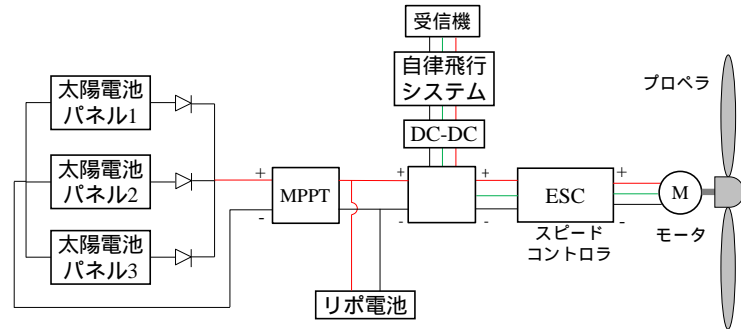 受信機
自律飛行
システム
DC-DC
プロペラ
太陽電池
パネル1
太陽電池
パネル2
太陽電池
パネル3
+
-
MPPT
+
-
+
-
ESC
スピード
コントロラ
+
-
M
モータ
リポ電池